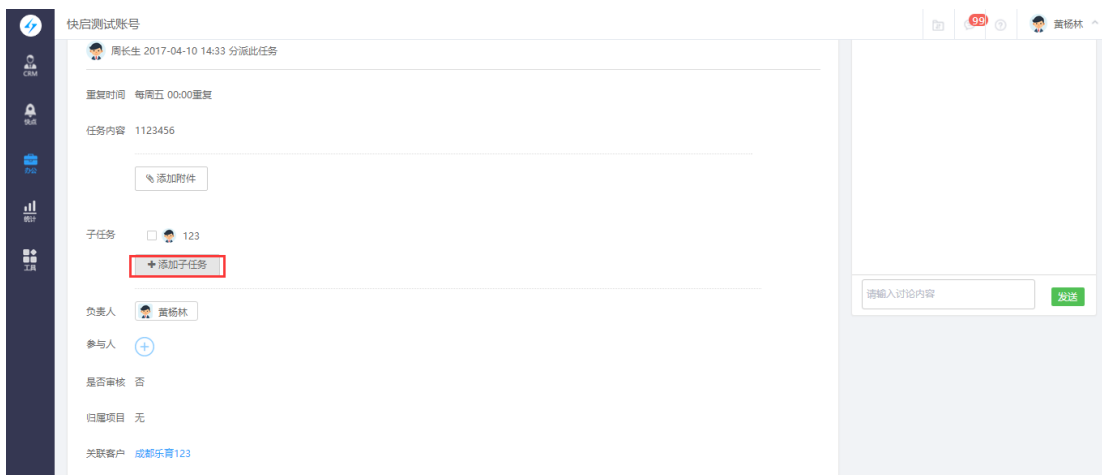 快启测试账号
99
黄杨林
CRM
快点
办公
统计
工具
周长生 2017-04-10 14:33 分派此任务
重复时间 每周五 00:00重复
任务内容 1123456
添加附件
子任务 123
添加子任务
负责人 黄杨林
参与人
是否审核 否
归属项目 无
关联客户 成都乐育123
请输入讨论内容
发送